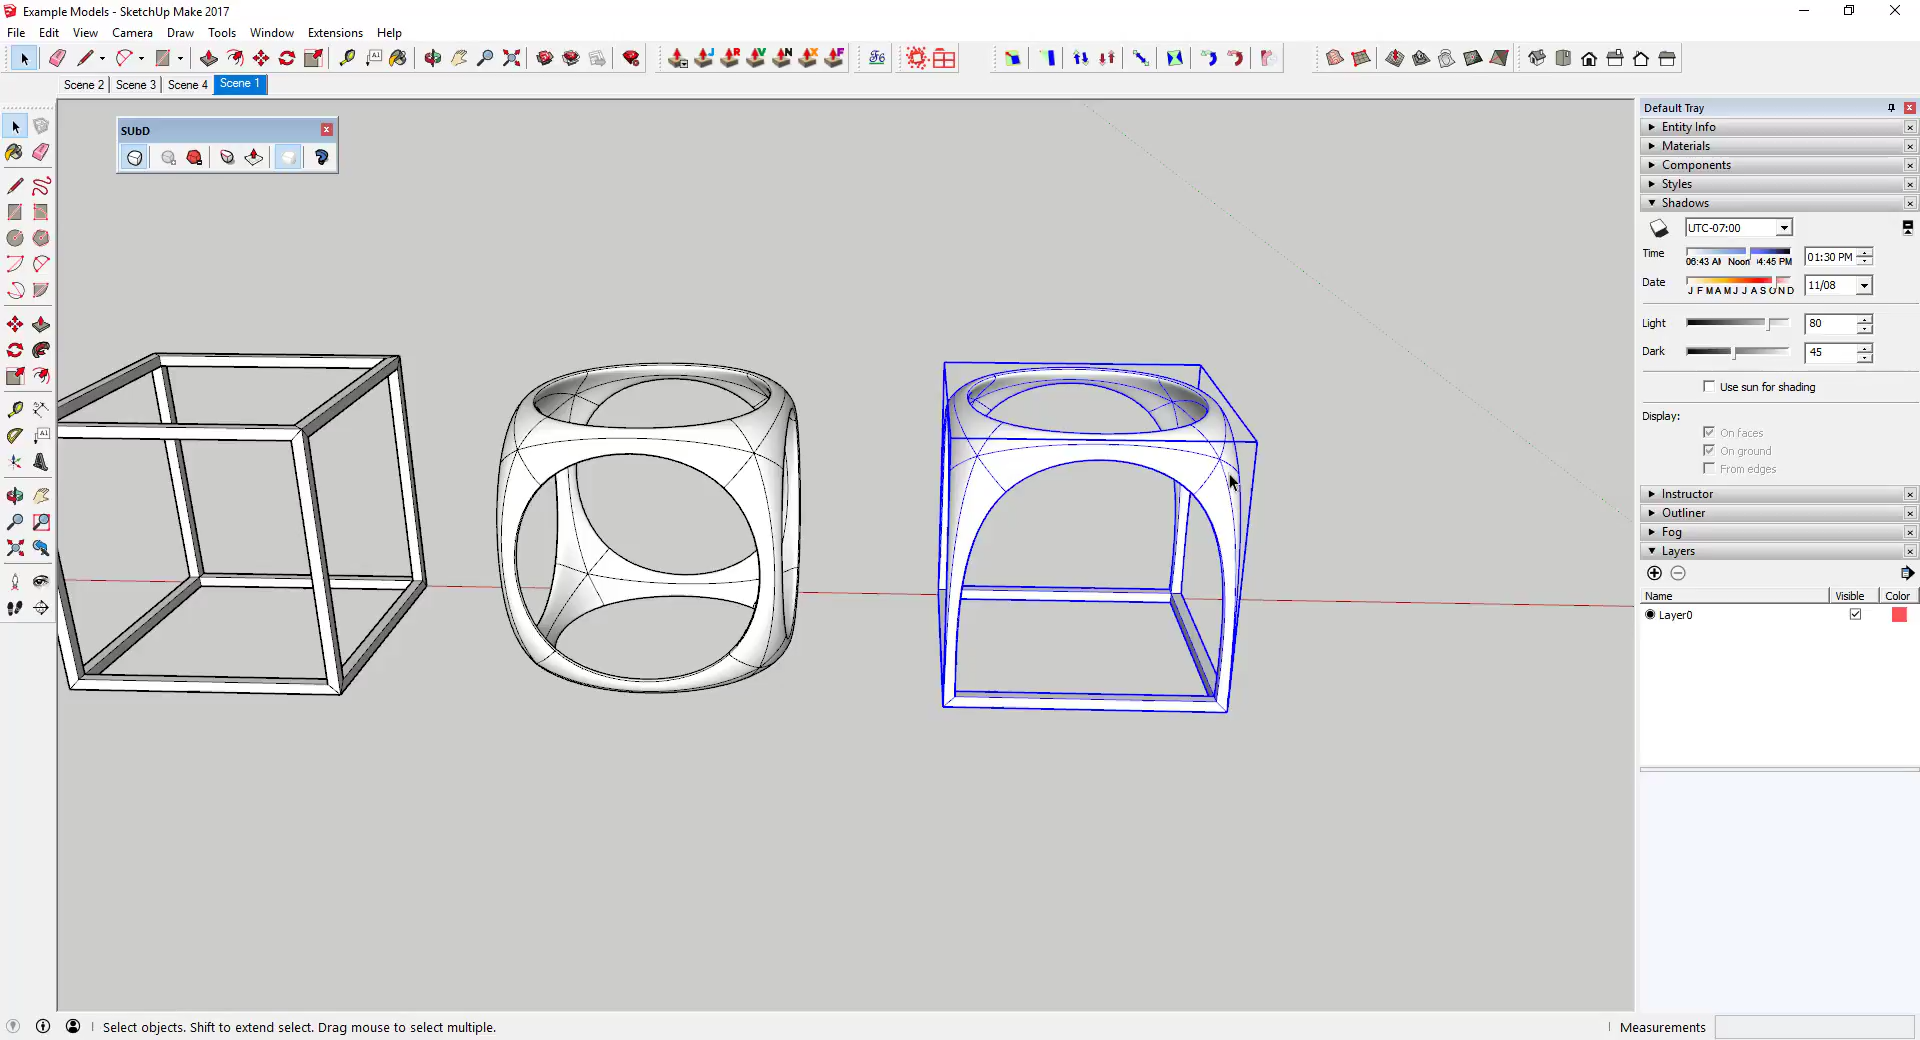 Example Models - SketchUp Make 2017
File Edit View Camera Draw Tools Window Extensions Help
J R V N X F
Scene 2 Scene 3 Scene 4 Scene 1
SUbD
Default Tray
Entity Info
Materials
Components
Styles
Shadows
UTC-07:00
Time 06:43 AM Noon 04:45 PM 01:30 PM
Date J F M A M J J A S O N D 11/08
Light 80
Dark 45
Use sun for shading
Display:
On faces
On ground
From edges
Instructor
Outliner
Fog
Layers
Name Visible Color
Layer0
Select objects. Shift to extend select. Drag mouse to select multiple.
Measurements